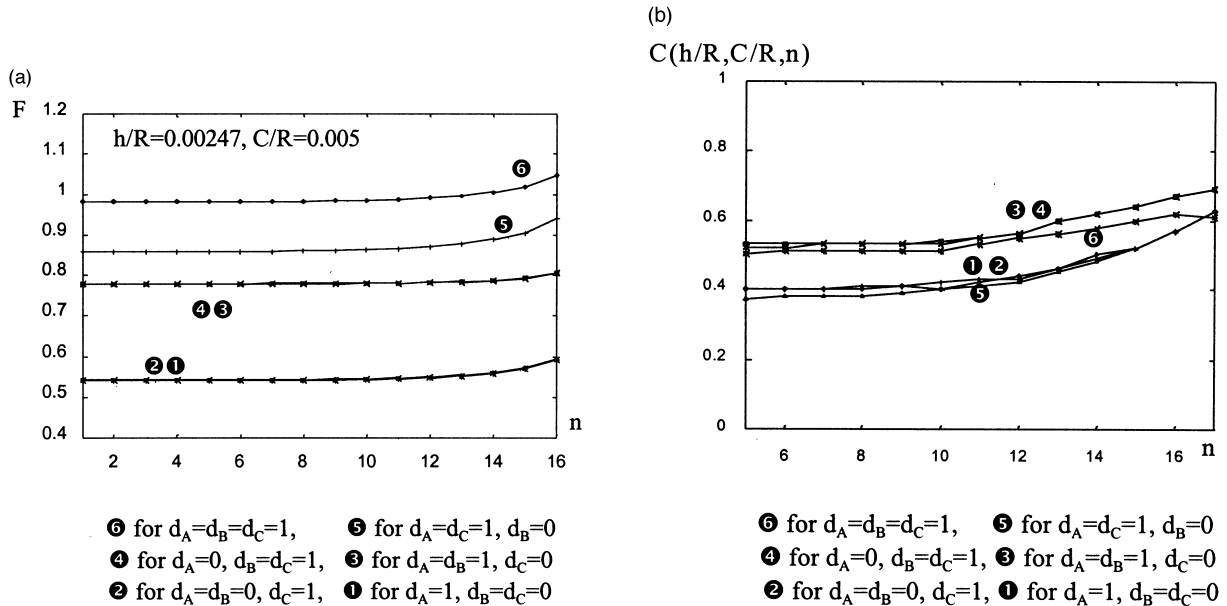 (a)
F
1.2
1.1
1
0.9
0.8
0.7
0.6
0.5
0.4
h/R=0.00247, C/R=0.005
❻
❺
❹ ❸
❷ ❶
2 4 6 8 10 12 14 16
n
❻ for d_A=d_B=d_C=1, ❺ for d_A=d_C=1, d_B=0
❹ for d_A=0, d_B=d_C=1, ❸ for d_A=d_B=1, d_C=0
❷ for d_A=d_B=0, d_C=1, ❶ for d_A=1, d_B=d_C=0
(b)
C(h/R,C/R,n)
1
0.8
0.6
0.4
0.2
0
❸ ❹
❻
❶ ❷
❺
6 8 10 12 14 16
n
❻ for d_A=d_B=d_C=1, ❺ for d_A=d_C=1, d_B=0
❹ for d_A=0, d_B=d_C=1, ❸ for d_A=d_B=1, d_C=0
❷ for d_A=d_B=0, d_C=1, ❶ for d_A=1, d_B=d_C=0